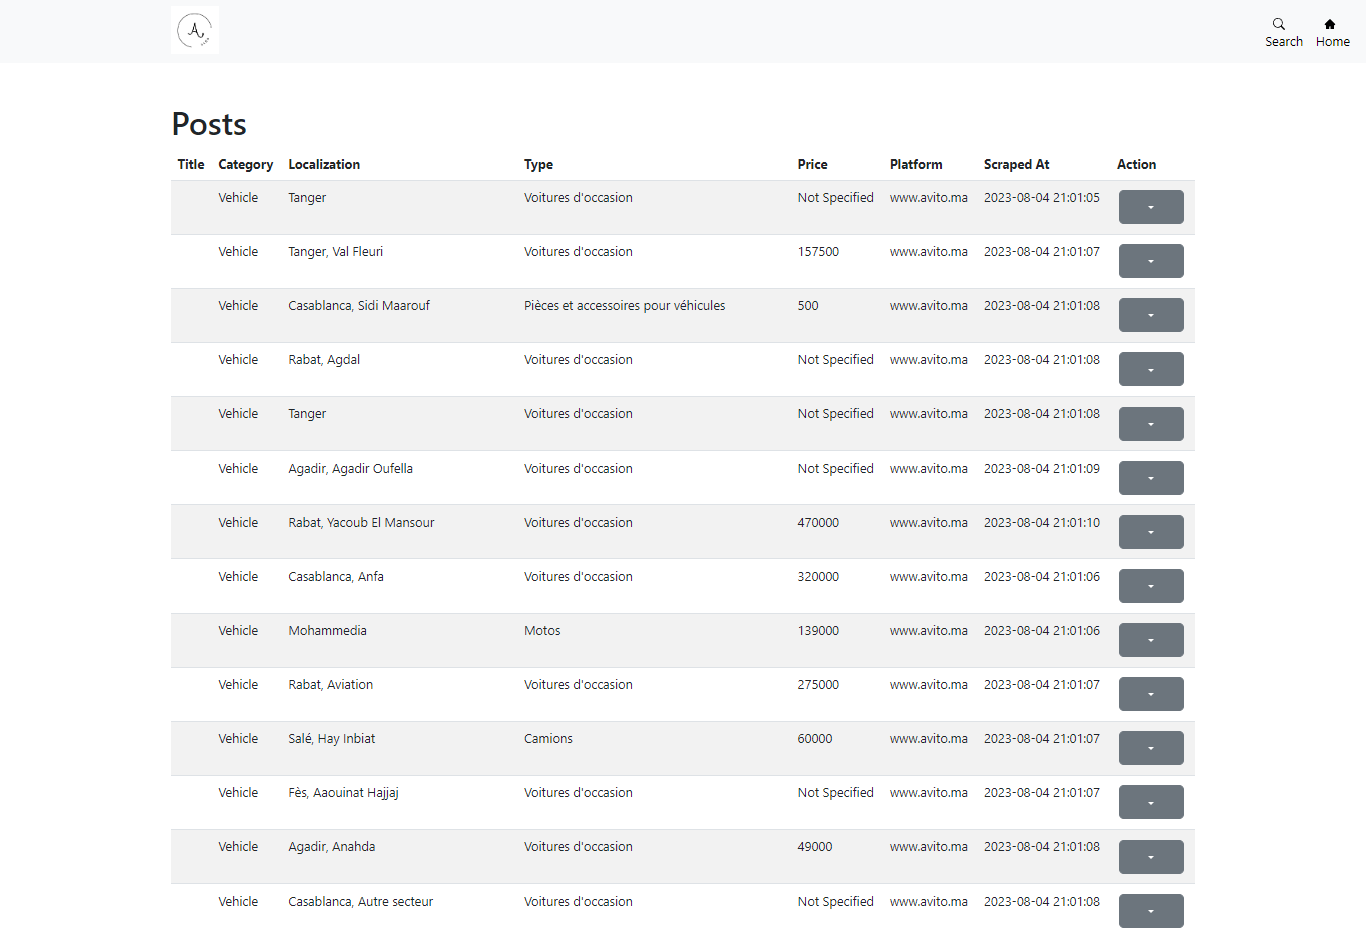 A
Search
Home
Posts
Title Category Localization Type Price Platform Scraped At Action
Vehicle Tanger Voitures d'occasion Not Specified www.avito.ma 2023-08-04 21:01:05
Vehicle Tanger, Val Fleuri Voitures d'occasion 157500 www.avito.ma 2023-08-04 21:01:07
Vehicle Casablanca, Sidi Maarouf Pièces et accessoires pour véhicules 500 www.avito.ma 2023-08-04 21:01:08
Vehicle Rabat, Agdal Voitures d'occasion Not Specified www.avito.ma 2023-08-04 21:01:08
Vehicle Tanger Voitures d'occasion Not Specified www.avito.ma 2023-08-04 21:01:08
Vehicle Agadir, Agadir Oufella Voitures d'occasion Not Specified www.avito.ma 2023-08-04 21:01:09
Vehicle Rabat, Yacoub El Mansour Voitures d'occasion 470000 www.avito.ma 2023-08-04 21:01:10
Vehicle Casablanca, Anfa Voitures d'occasion 320000 www.avito.ma 2023-08-04 21:01:06
Vehicle Mohammedia Motos 139000 www.avito.ma 2023-08-04 21:01:06
Vehicle Rabat, Aviation Voitures d'occasion 275000 www.avito.ma 2023-08-04 21:01:07
Vehicle Salé, Hay Inbiat Camions 60000 www.avito.ma 2023-08-04 21:01:07
Vehicle Fès, Aaouinat Hajjaj Voitures d'occasion Not Specified www.avito.ma 2023-08-04 21:01:07
Vehicle Agadir, Anahda Voitures d'occasion 49000 www.avito.ma 2023-08-04 21:01:08
Vehicle Casablanca, Autre secteur Voitures d'occasion Not Specified www.avito.ma 2023-08-04 21:01:08